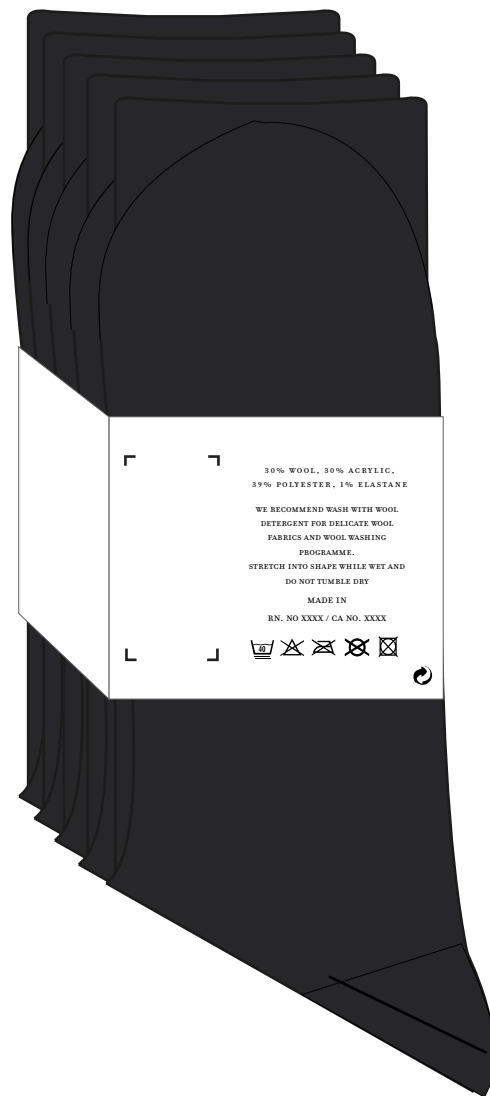 30% WOOL, 30% ACRYLIC,
39% POLYESTER, 1% ELASTANE
WE RECOMMEND WASH WITH WOOL
DETERGENT FOR DELICATE WOOL
FABRICS AND WOOL WASHING
PROGRAMME.
STRETCH INTO SHAPE WHILE WET AND
DO NOT TUMBLE DRY
MADE IN
RN. NO XXXX / CA NO. XXXX
40